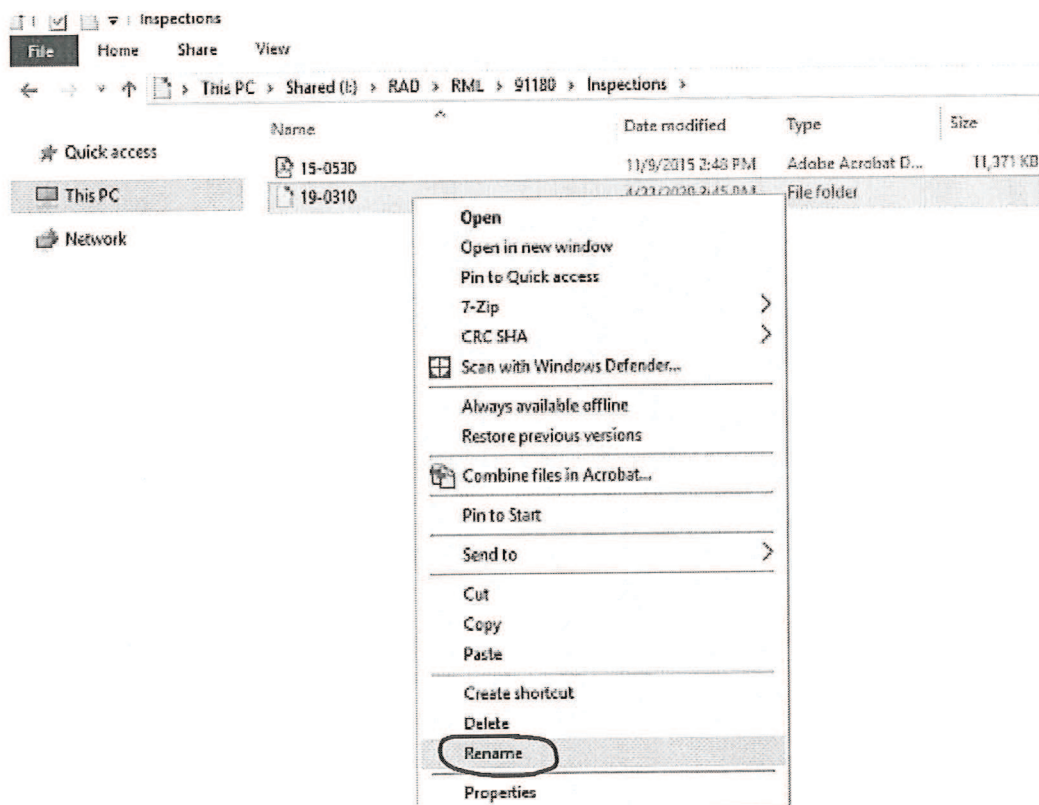 Inspections
File Home Share View
This PC > Shared (I:) > RAD > RML > 91180 > Inspections >
Name Date modified Type Size
Quick access
15-0530 11/9/2015 2:48 PM Adobe Acrobat D... 11,371 KB
This PC
19-0310 File folder
Network
Open
Open in new window
Pin to Quick access
7-Zip
CRC SHA
Scan with Windows Defender...
Always available offline
Restore previous versions
Combine files in Acrobat...
Pin to Start
Send to
Cut
Copy
Paste
Create shortcut
Delete
Rename
Properties